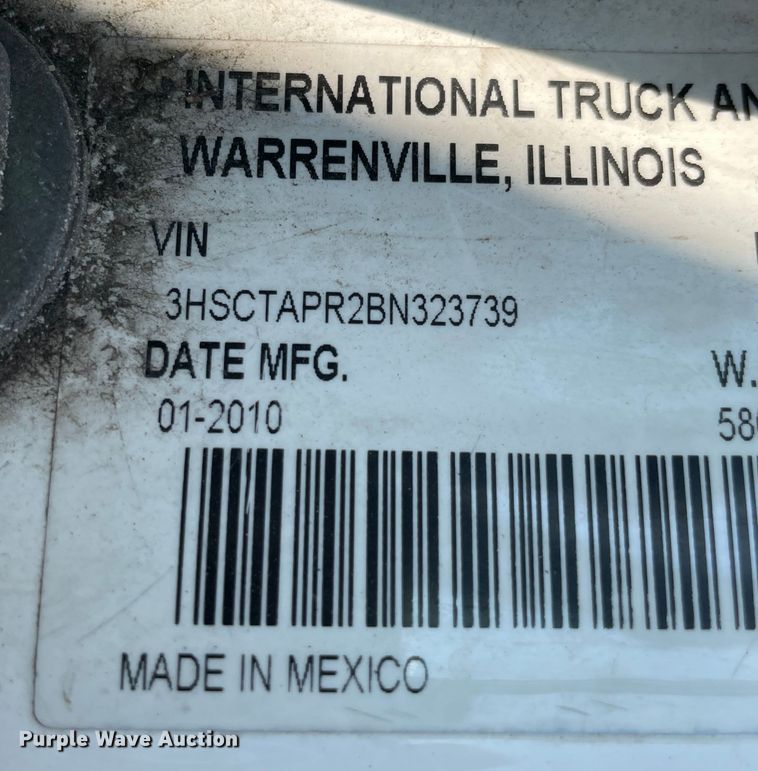 INTERNATIONAL TRUCK AN
WARRENVILLE, ILLINOIS
VIN
3HSCTAPR2BN323739
DATE MFG.
W.
01-2010
58
MADE IN MEXICO
Purple Wave Auction